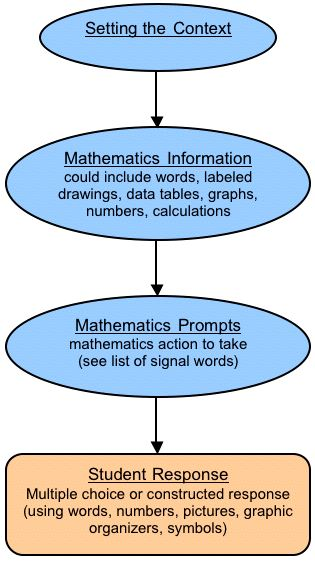 Setting the Context
Mathematics Information
could include words, labeled
drawings, data tables, graphs,
numbers, calculations
Mathematics Prompts
mathematics action to take
(see list of signal words)
Student Response
Multiple choice or constructed response
(using words, numbers, pictures, graphic
organizers, symbols)